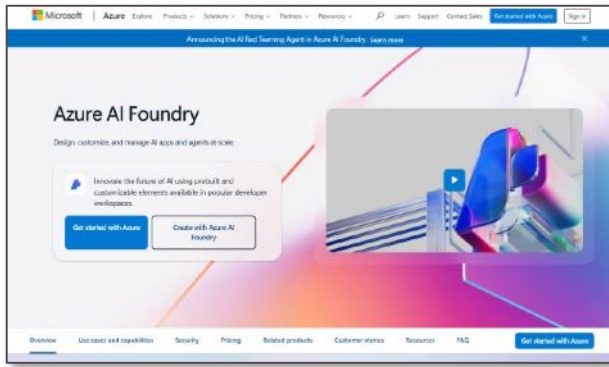 Microsoft | Azure Explore Products Solutions Pricing Partners Resources Learn Support Contact Sales Get started with Azure Sign in
Announcing the AI Red Teaming Agent in Azure AI Foundry. Learn more
Azure AI Foundry
Design, customize, and manage AI apps and agents at scale.
Innovate the future of AI using prebuilt and
customizable elements available in popular developer
workspaces.
Get started with Azure
Create with Azure AI
Foundry
Overview Use cases and capabilities Security Pricing Related products Customer stories Resources FAQ Get started with Azure